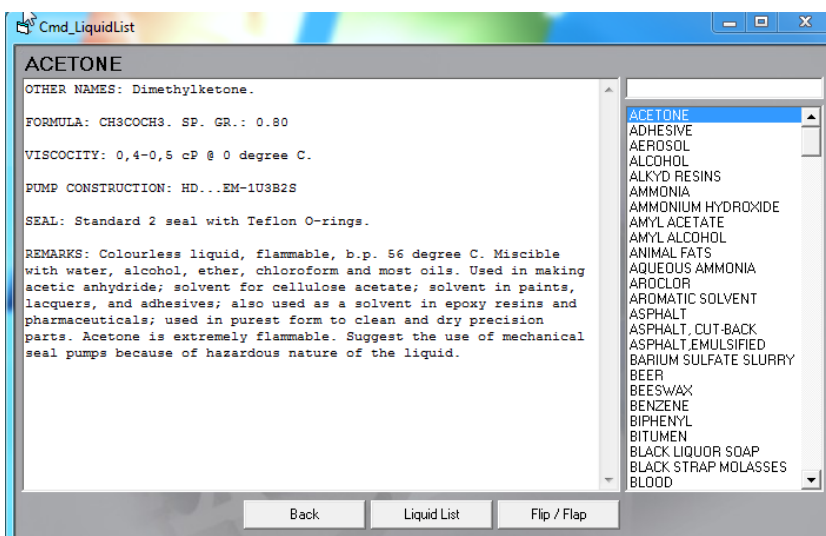 Cmd_LiquidList
ACETONE
OTHER NAMES: Dimethylketone.
FORMULA: CH3COCH3. SP. GR.: 0.80
VISCOCITY: 0,4-0,5 cP @ 0 degree C.
PUMP CONSTRUCTION: HD...EM-1U3B2S
SEAL: Standard 2 seal with Teflon O-rings.
REMARKS: Colourless liquid, flammable, b.p. 56 degree C. Miscible
with water, alcohol, ether, chloroform and most oils. Used in making
acetic anhydride; solvent for cellulose acetate; solvent in paints,
lacquers, and adhesives; also used as a solvent in epoxy resins and
pharmaceuticals; used in purest form to clean and dry precision
parts. Acetone is extremely flammable. Suggest the use of mechanical
seal pumps because of hazardous nature of the liquid.
ACETONE
ADHESIVE
AEROSOL
ALCOHOL
ALKYD RESINS
AMMONIA
AMMONIUM HYDROXIDE
AMYL ACETATE
AMYL ALCOHOL
ANIMAL FATS
AQUEOUS AMMONIA
AROCLOR
AROMATIC SOLVENT
ASPHALT
ASPHALT, CUT-BACK
ASPHALT,EMULSIFIED
BARIUM SULFATE SLURRY
BEER
BEESWAX
BENZENE
BIPHENYL
BITUMEN
BLACK LIQUOR SOAP
BLACK STRAP MOLASSES
BLOOD
Back
Liquid List
Flip / Flap